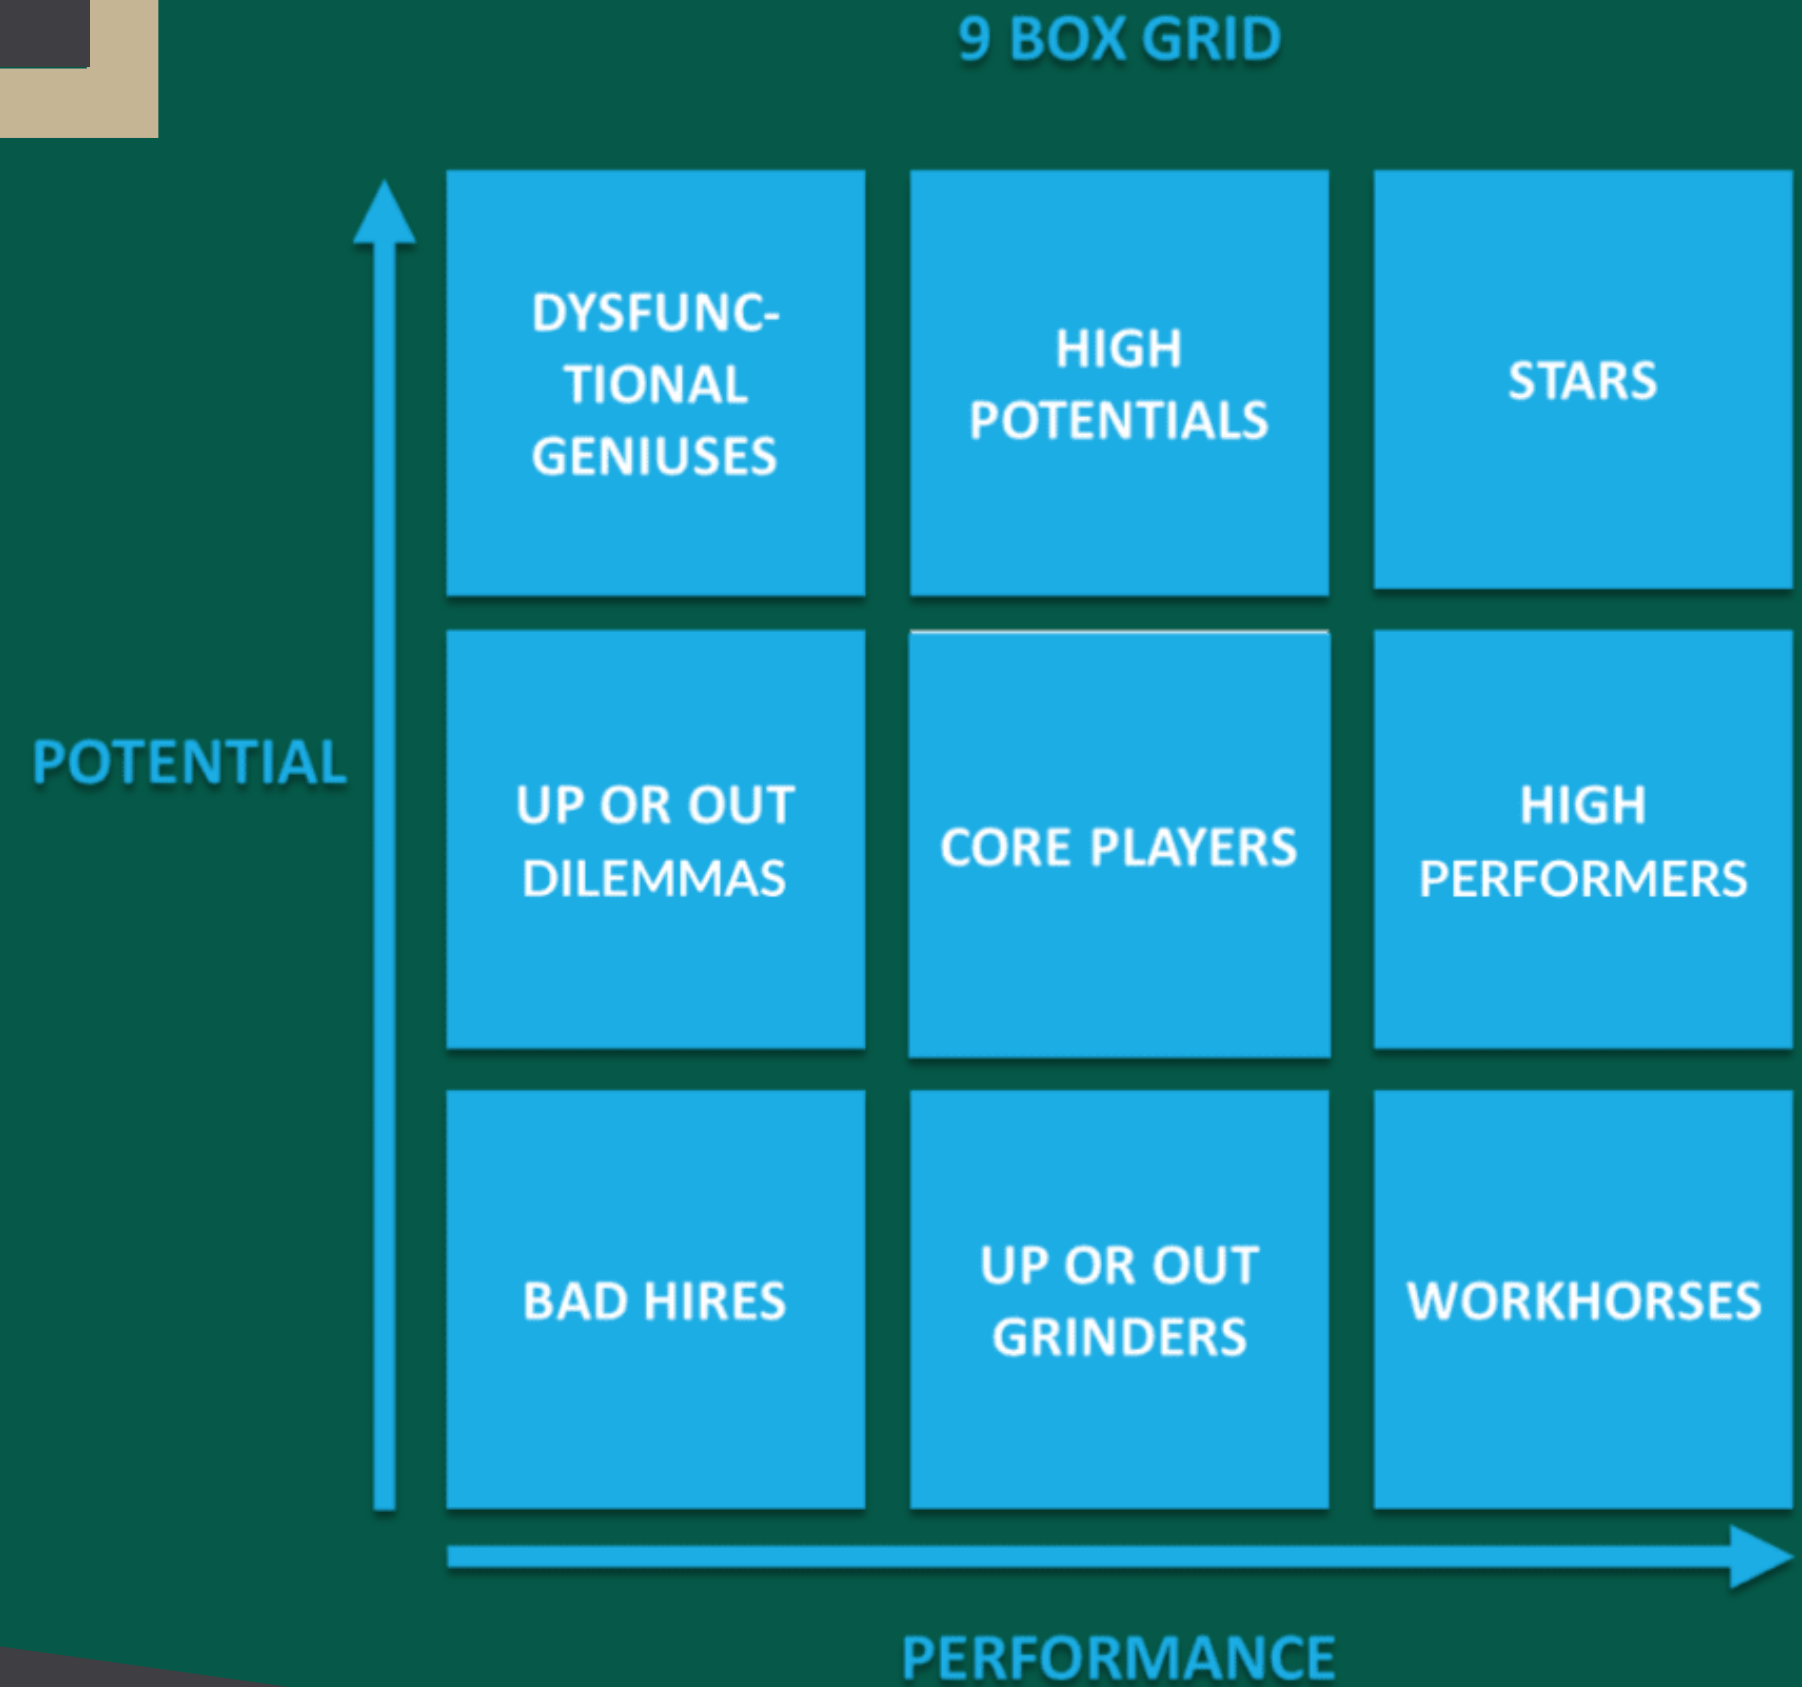 9 BOX GRID
DYSFUNC-
TIONAL
GENIUSES
HIGH
POTENTIALS
STARS
POTENTIAL
UP OR OUT
DILEMMAS
CORE PLAYERS
HIGH
PERFORMERS
BAD HIRES
UP OR OUT
GRINDERS
WORKHORSES
PERFORMANCE